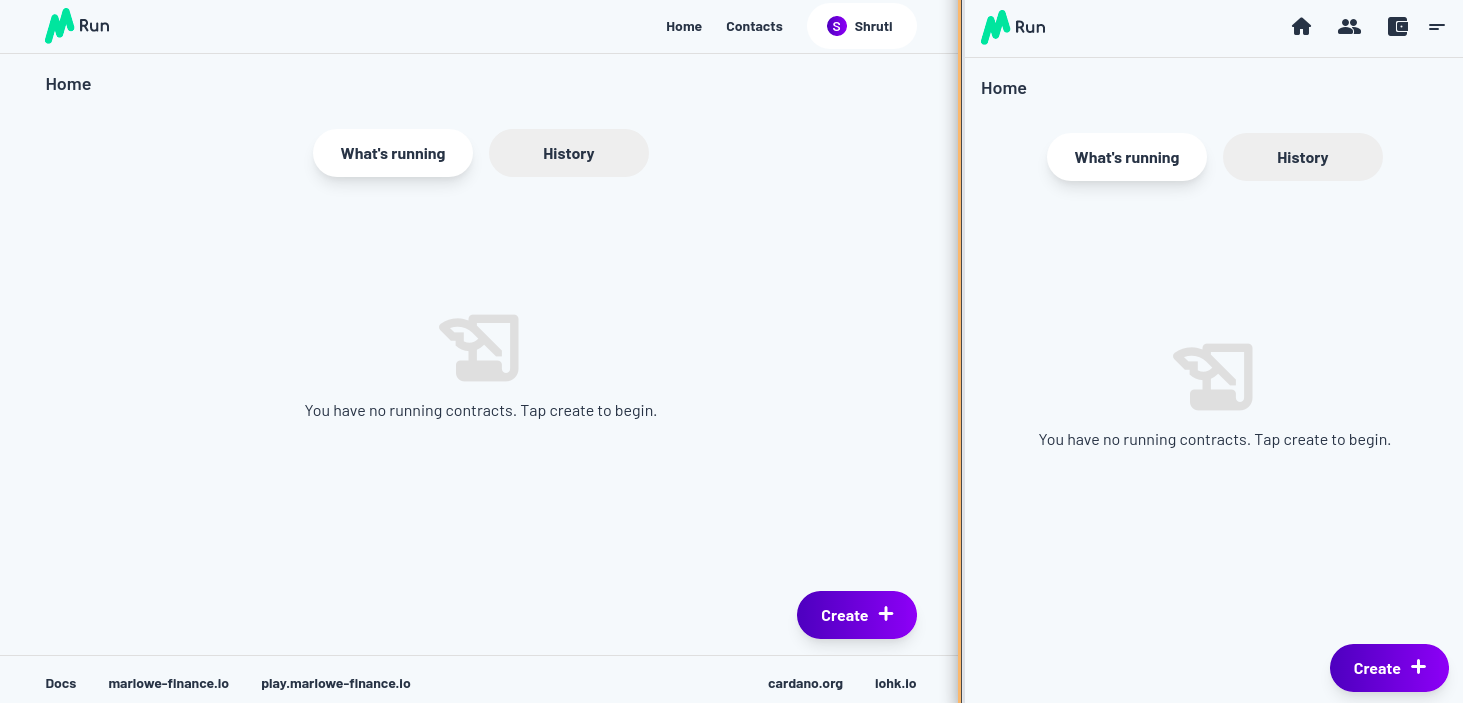 Run
Home Contacts S Shruti
Home
What's running History
You have no running contracts. Tap create to begin.
Create +
Docs marlowe-finance.io play.marlowe-finance.io cardano.org iohk.io
Run
Home
What's running History
You have no running contracts. Tap create to begin.
Create +